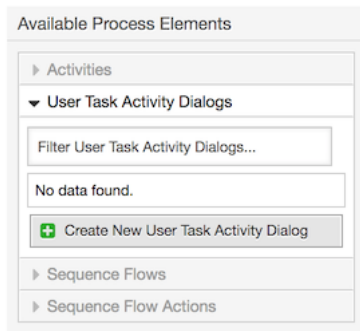 Available Process Elements
Activities
User Task Activity Dialogs
Filter User Task Activity Dialogs...
No data found.
Create New User Task Activity Dialog
Sequence Flows
Sequence Flow Actions